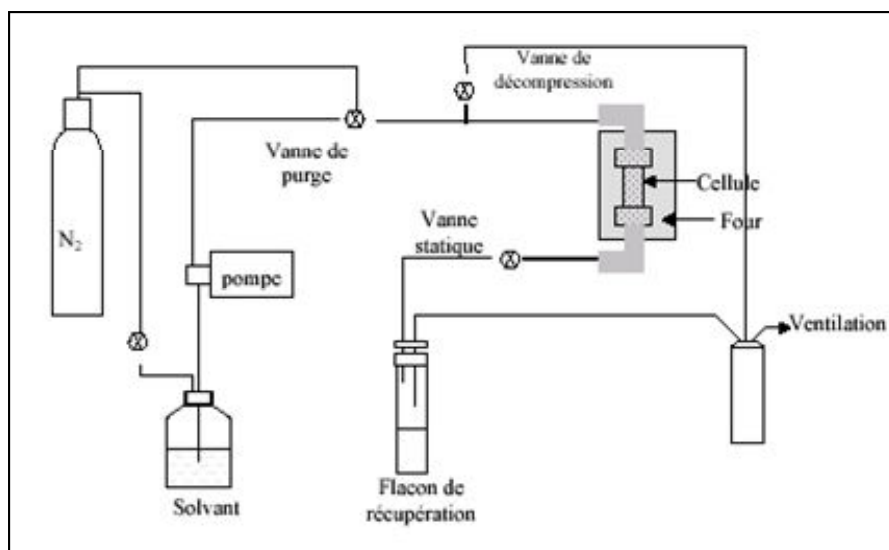 Vanne de
décompression
Vanne de
purge
Cellule
Vanne
statique
Four
N₂
pompe
Ventilation
Solvant
Flacon de
récupération